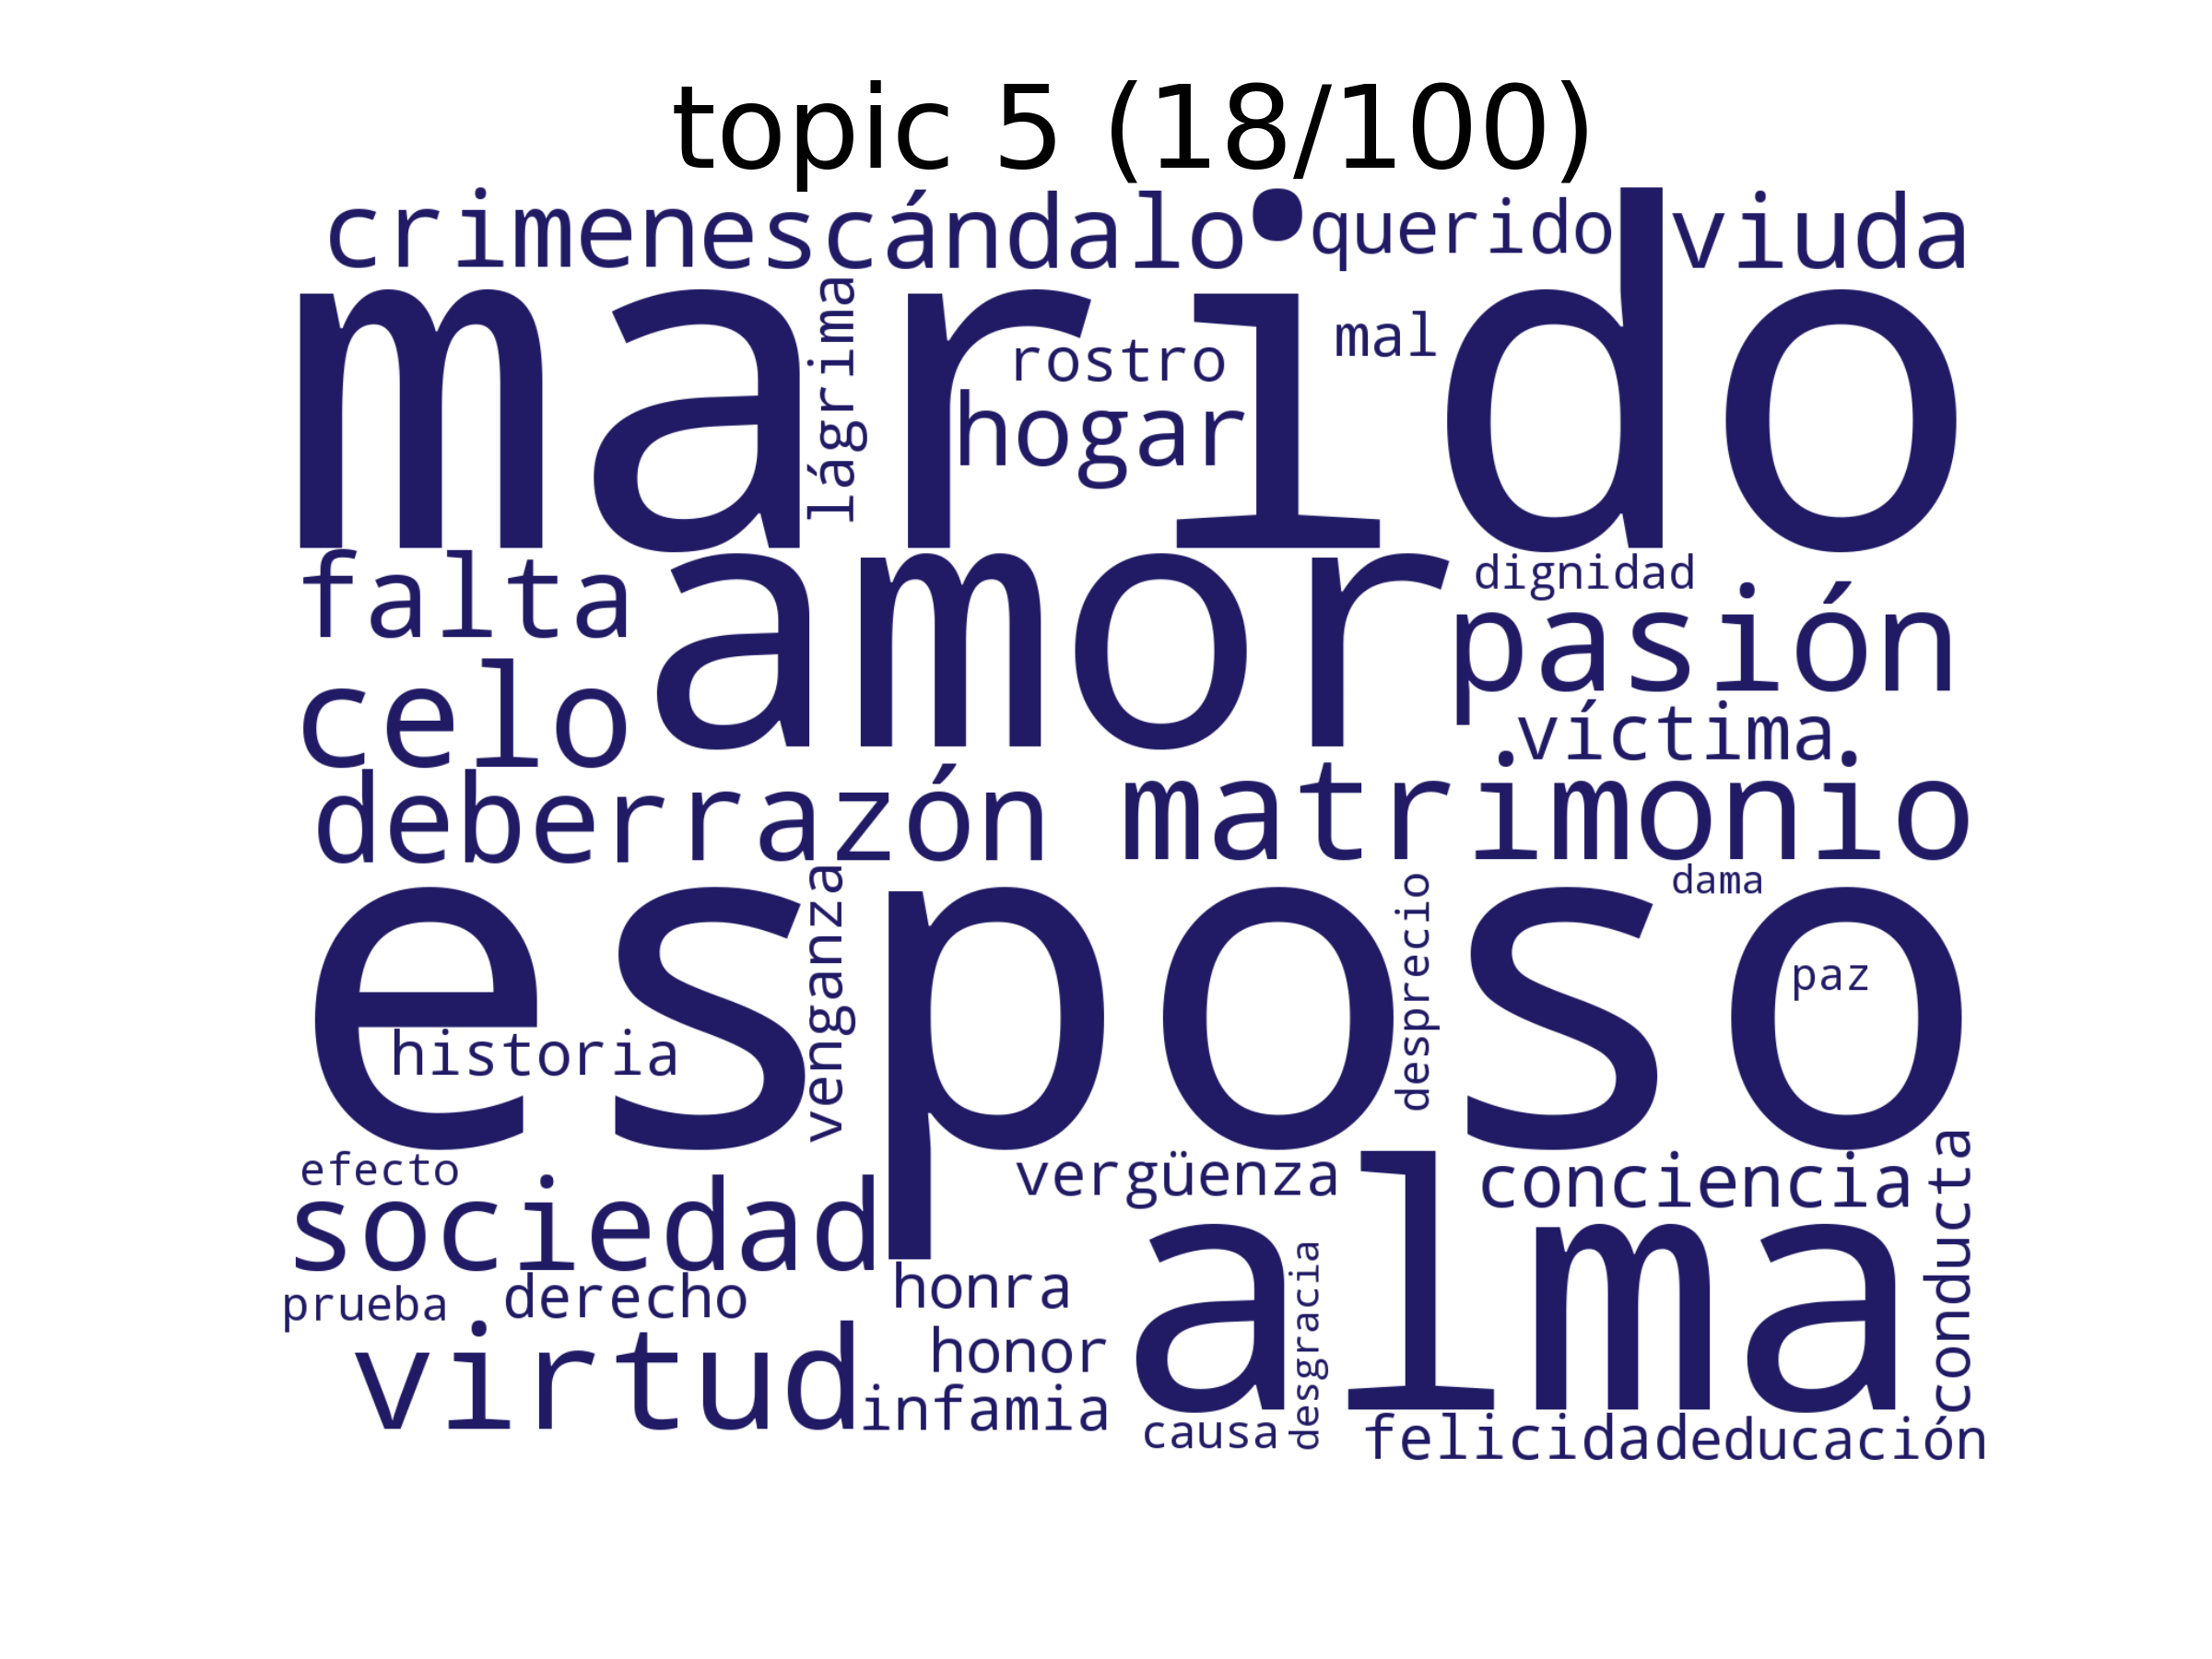 topic 5 (18/100)
crimen escándalo querido viuda
marido
lágrima
rostro
mal
hogar
falta
amor
dignidad
pasión
celo
víctima
deber razón matrimonio
dama
esposo
venganza
desprecio
paz
historia
efecto
vergüenza
conciencia
conducta
sociedad
alma
honra
prueba
derecho
desgracia
honor
virtud
infamia
causa
felicidad educación